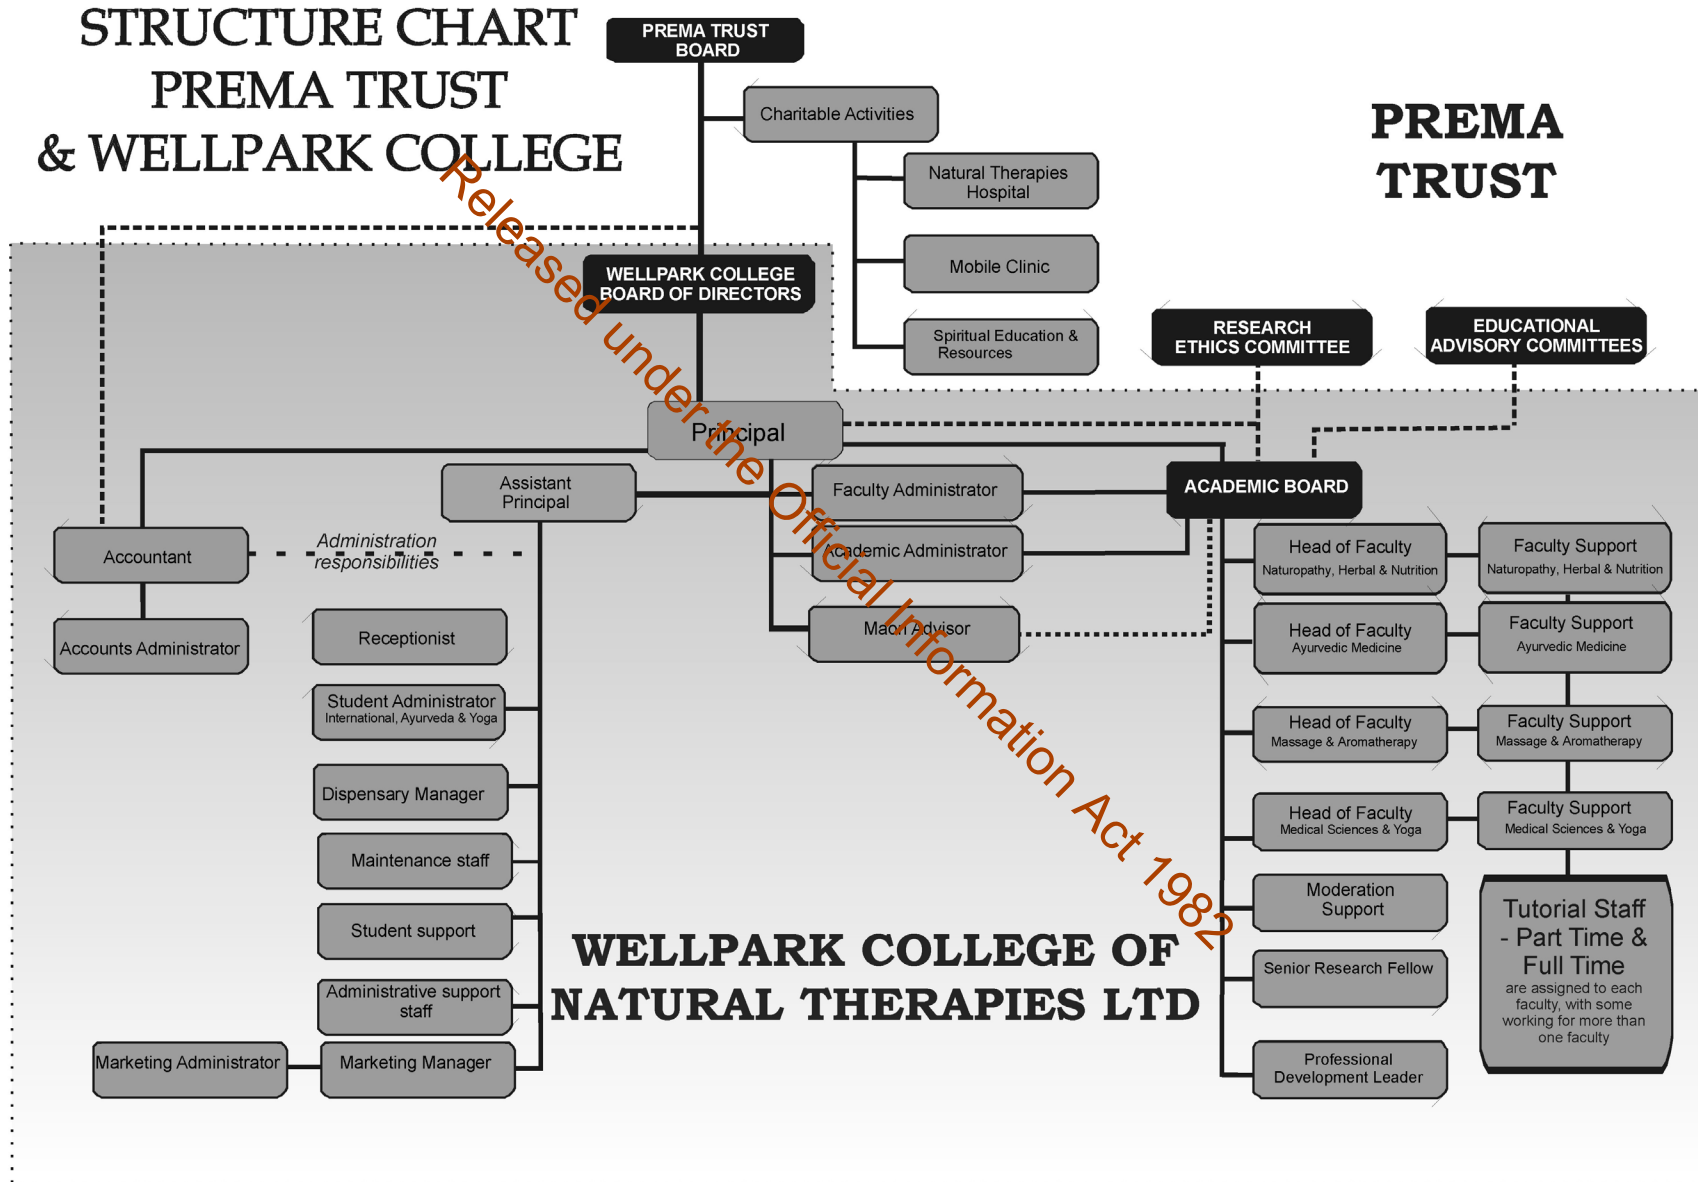 STRUCTURE CHART
PREMA TRUST
& WELLPARK COLLEGE
PREMA TRUST
BOARD
Charitable Activities
Natural Therapies
Hospital
Mobile Clinic
Spiritual Education &
Resources
PREMA
TRUST
WELLPARK COLLEGE
BOARD OF DIRECTORS
RESEARCH
ETHICS COMMITTEE
EDUCATIONAL
ADVISORY COMMITTEES
Principal
Assistant
Principal
Faculty Administrator
Academic Administrator
Maori Advisor
ACADEMIC BOARD
Accountant
Administration
responsibilities
Accounts Administrator
Receptionist
Student Administrator
International, Ayurveda & Yoga
Dispensary Manager
Maintenance staff
Student support
Administrative support
staff
Marketing Administrator
Marketing Manager
Head of Faculty
Naturopathy, Herbal & Nutrition
Faculty Support
Naturopathy, Herbal & Nutrition
Head of Faculty
Ayurvedic Medicine
Faculty Support
Ayurvedic Medicine
Head of Faculty
Massage & Aromatherapy
Faculty Support
Massage & Aromatherapy
Head of Faculty
Medical Sciences & Yoga
Faculty Support
Medical Sciences & Yoga
Moderation
Support
Senior Research Fellow
Professional
Development Leader
Tutorial Staff
- Part Time &
Full Time
are assigned to each
faculty, with some
working for more than
one faculty
WELLPARK COLLEGE OF
NATURAL THERAPIES LTD
Released under the Official Information Act 1982